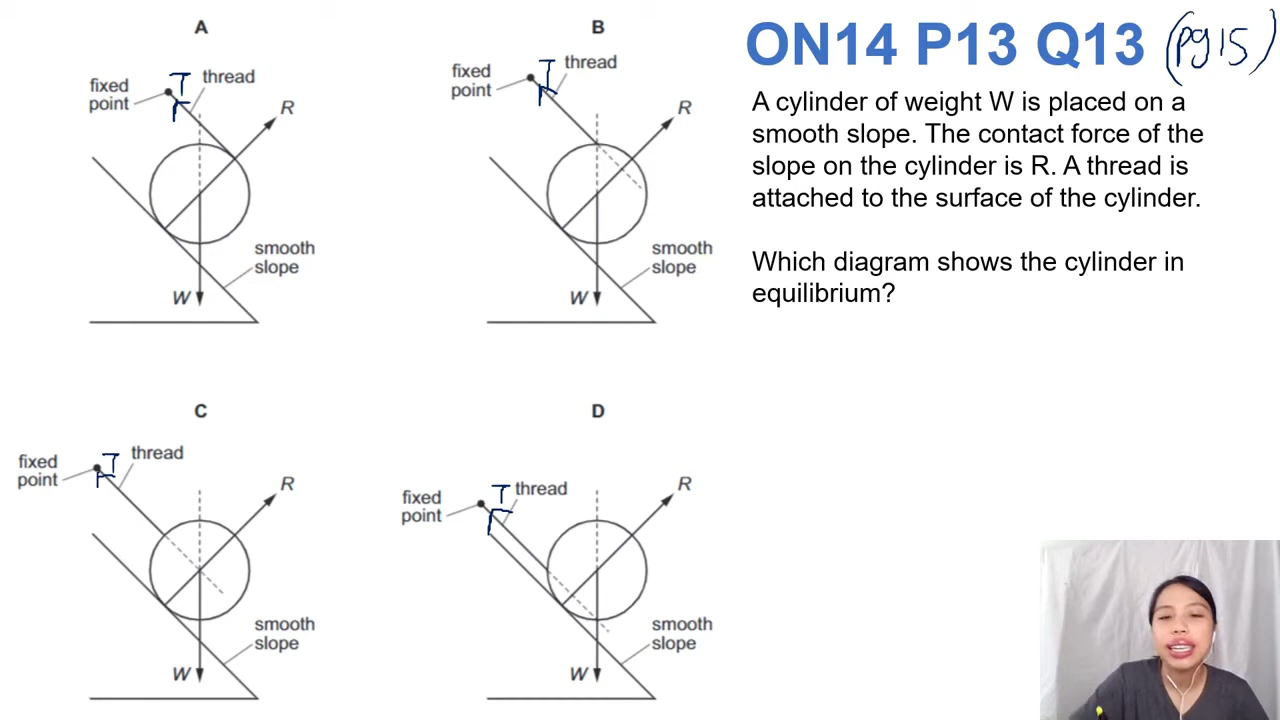 ON14 P13 Q13 (pg 15)
A cylinder of weight W is placed on a
smooth slope. The contact force of the
slope on the cylinder is R. A thread is
attached to the surface of the cylinder.
Which diagram shows the cylinder in
equilibrium?
A
fixed
point
T
thread
R
smooth
slope
W
B
fixed
point
T
thread
R
smooth
slope
W
C
fixed
point
T
thread
R
smooth
slope
W
D
fixed
point
T
thread
R
smooth
slope
W